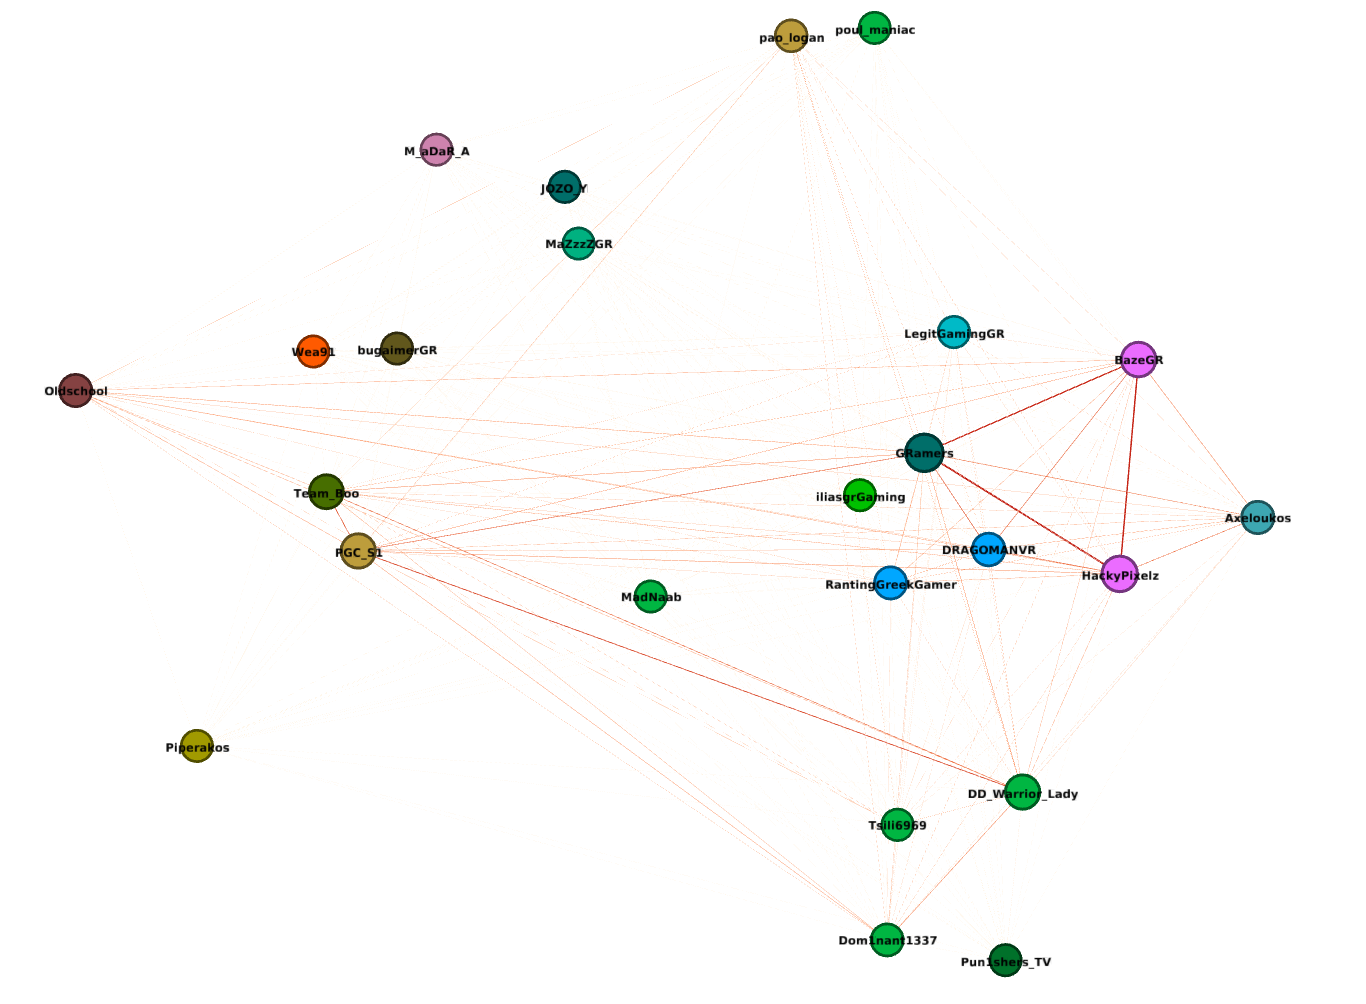 poul_maniac
pao_logan
M_aDaR_A
JOZO_Y
MaZzzZGR
LegitGamingGR
bugaimerGR
Wea91
BazeGR
Oldschool
GRamers
Team_Boo
iliasgrGaming
Axeloukos
DRAGOMANVR
PGC_S1
HackyPixelz
RantingGreekGamer
MadNaab
Piperakos
DD_Warrior_Lady
Tsili6969
Dom1nant1337
Pun1shers_TV